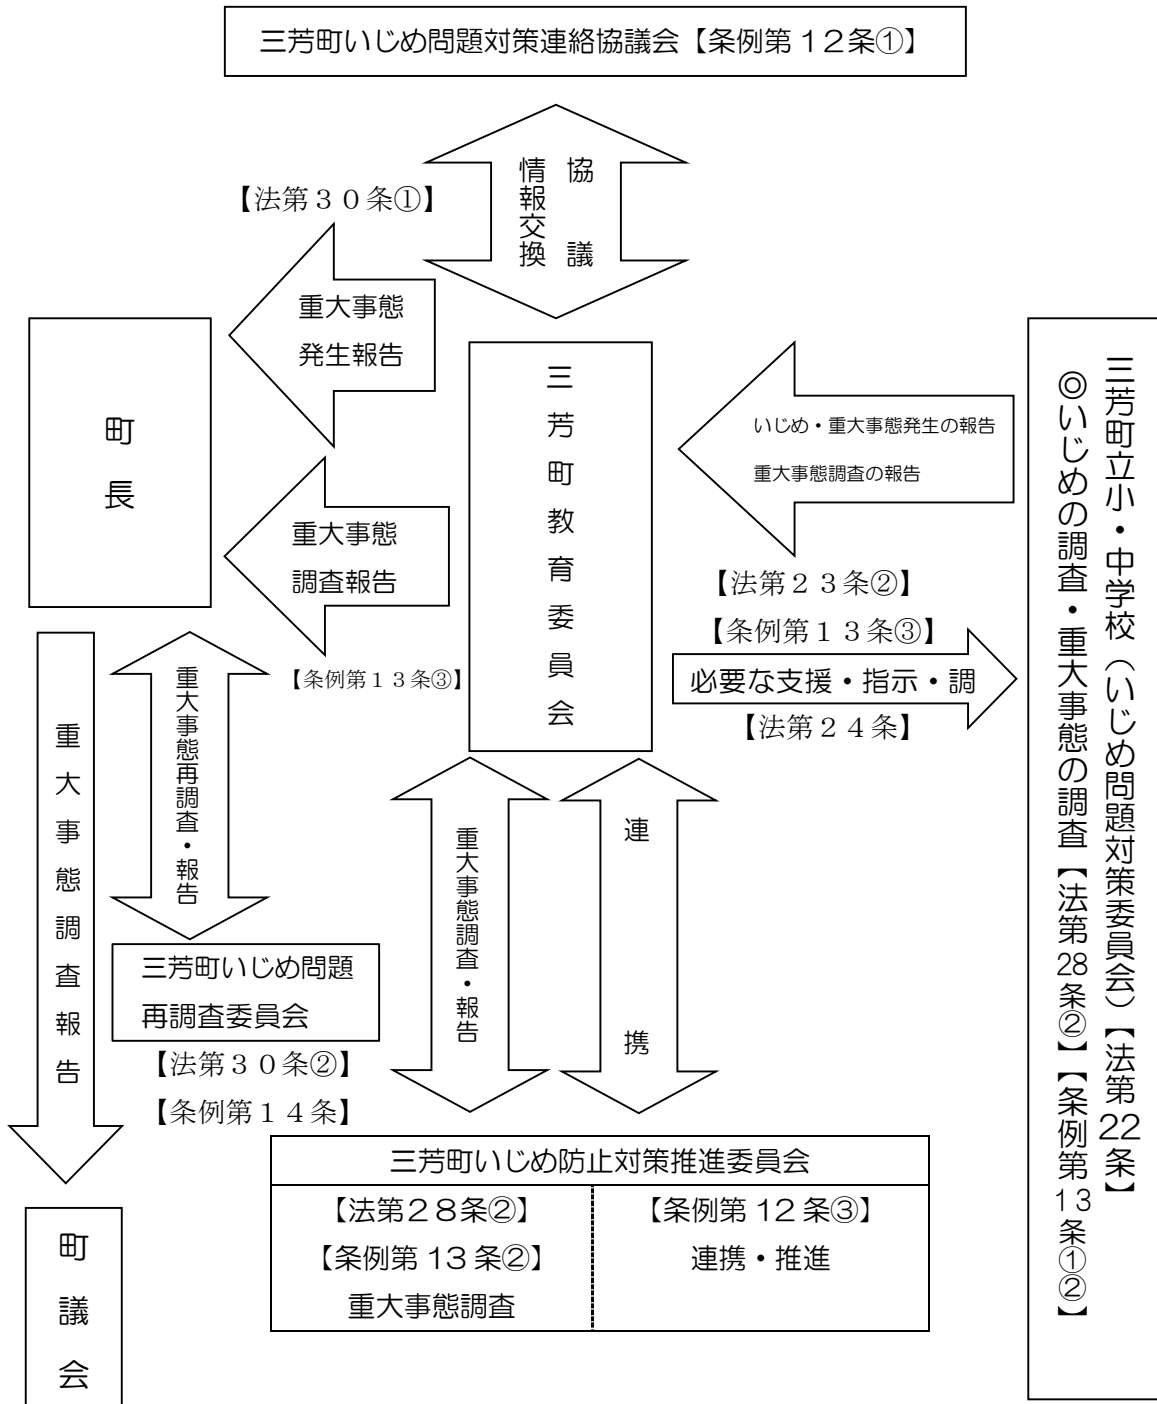 三芳町いじめ問題対策連絡協議会【条例第12条①】
協議
情報交換
【法第30条①】
重大事態
発生報告
町長
三芳町教育委員会
いじめ・重大事態発生の報告
重大事態調査の報告
三芳町立小・中学校（いじめ問題対策委員会）【法第22条】
◎いじめの調査・重大事態の調査【法第28条②】【条例第13条①②】
重大事態
調査報告
【法第23条②】
【条例第13条③】
【条例第13条③】
必要な支援・指示・調
【法第24条】
重大事態調査報告
重大事態再調査・報告
重大事態調査・報告
連携
三芳町いじめ問題
再調査委員会
【法第30条②】
【条例第14条】
三芳町いじめ防止対策推進委員会
【法第28条②】
【条例第13条②】
重大事態調査
【条例第12条③】
連携・推進
町議会